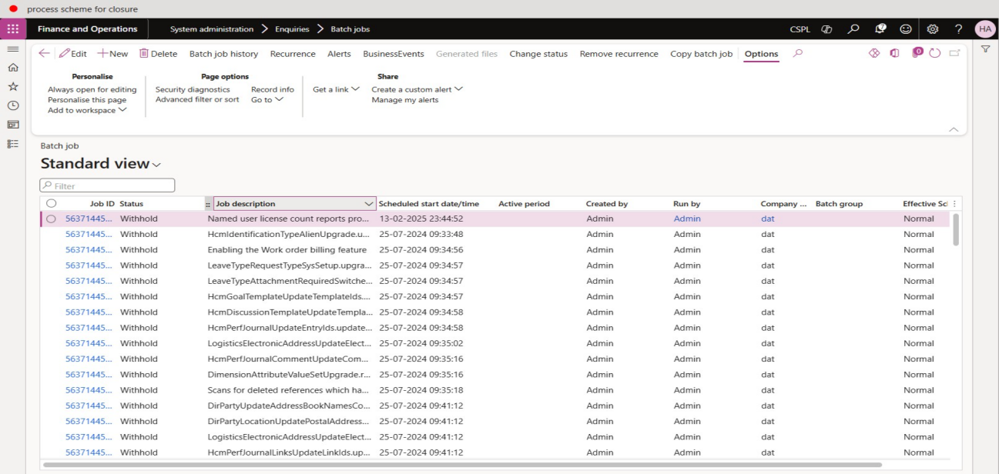 process scheme for closure
Finance and Operations System administration Enquiries Batch jobs CSPL ? HA
Edit New Delete Batch job history Recurrence Alerts BusinessEvents Generated files Change status Remove recurrence Copy batch job Options 0
Personalise Page options Share
Always open for editing Security diagnostics Record info Get a link Create a custom alert
Personalise this page Advanced filter or sort Go to Manage my alerts
Add to workspace
Batch job
Standard view
Filter
Job ID Status Job description Scheduled start date/time Active period Created by Run by Company ... Batch group Effective Scl
56371445... Withhold Named user license count reports pro... 13-02-2025 23:44:52 Admin Admin dat Normal
56371445... Withhold HcmIdentificationTypeAlienUpgrade.u... 25-07-2024 09:33:48 Admin Admin dat Normal
56371445... Withhold Enabling the Work order billing feature 25-07-2024 09:34:56 Admin Admin dat Normal
56371445... Withhold LeaveTypeRequestTypeSysSetup.upgra... 25-07-2024 09:34:57 Admin Admin dat Normal
56371445... Withhold LeaveTypeAttachmentRequiredSwitche... 25-07-2024 09:34:57 Admin Admin dat Normal
56371445... Withhold HcmGoalTemplateUpdateTemplateIds.... 25-07-2024 09:34:57 Admin Admin dat Normal
56371445... Withhold HcmDiscussionTemplateUpdateTempla... 25-07-2024 09:34:58 Admin Admin dat Normal
56371445... Withhold HcmPerfJournalUpdateEntryIds.update... 25-07-2024 09:34:58 Admin Admin dat Normal
56371445... Withhold LogisticsElectronicAddressUpdateElect... 25-07-2024 09:35:02 Admin Admin dat Normal
56371445... Withhold HcmPerfJournalCommentUpdateCom... 25-07-2024 09:35:16 Admin Admin dat Normal
56371445... Withhold DimensionAttributeValueSetUpgrade.r... 25-07-2024 09:35:16 Admin Admin dat Normal
56371445... Withhold Scans for deleted references which ha... 25-07-2024 09:35:18 Admin Admin dat Normal
56371445... Withhold DirPartyUpdateAddressBookNamesCo... 25-07-2024 09:41:12 Admin Admin dat Normal
56371445... Withhold DirPartyLocationUpdatePostalAddress... 25-07-2024 09:41:12 Admin Admin dat Normal
56371445... Withhold LogisticsElectronicAddressUpdateElect... 25-07-2024 09:41:12 Admin Admin dat Normal
56371445... Withhold HcmPerfJournalLinksUpdateLinkIds.up... 25-07-2024 09:41:12 Admin Admin dat Normal